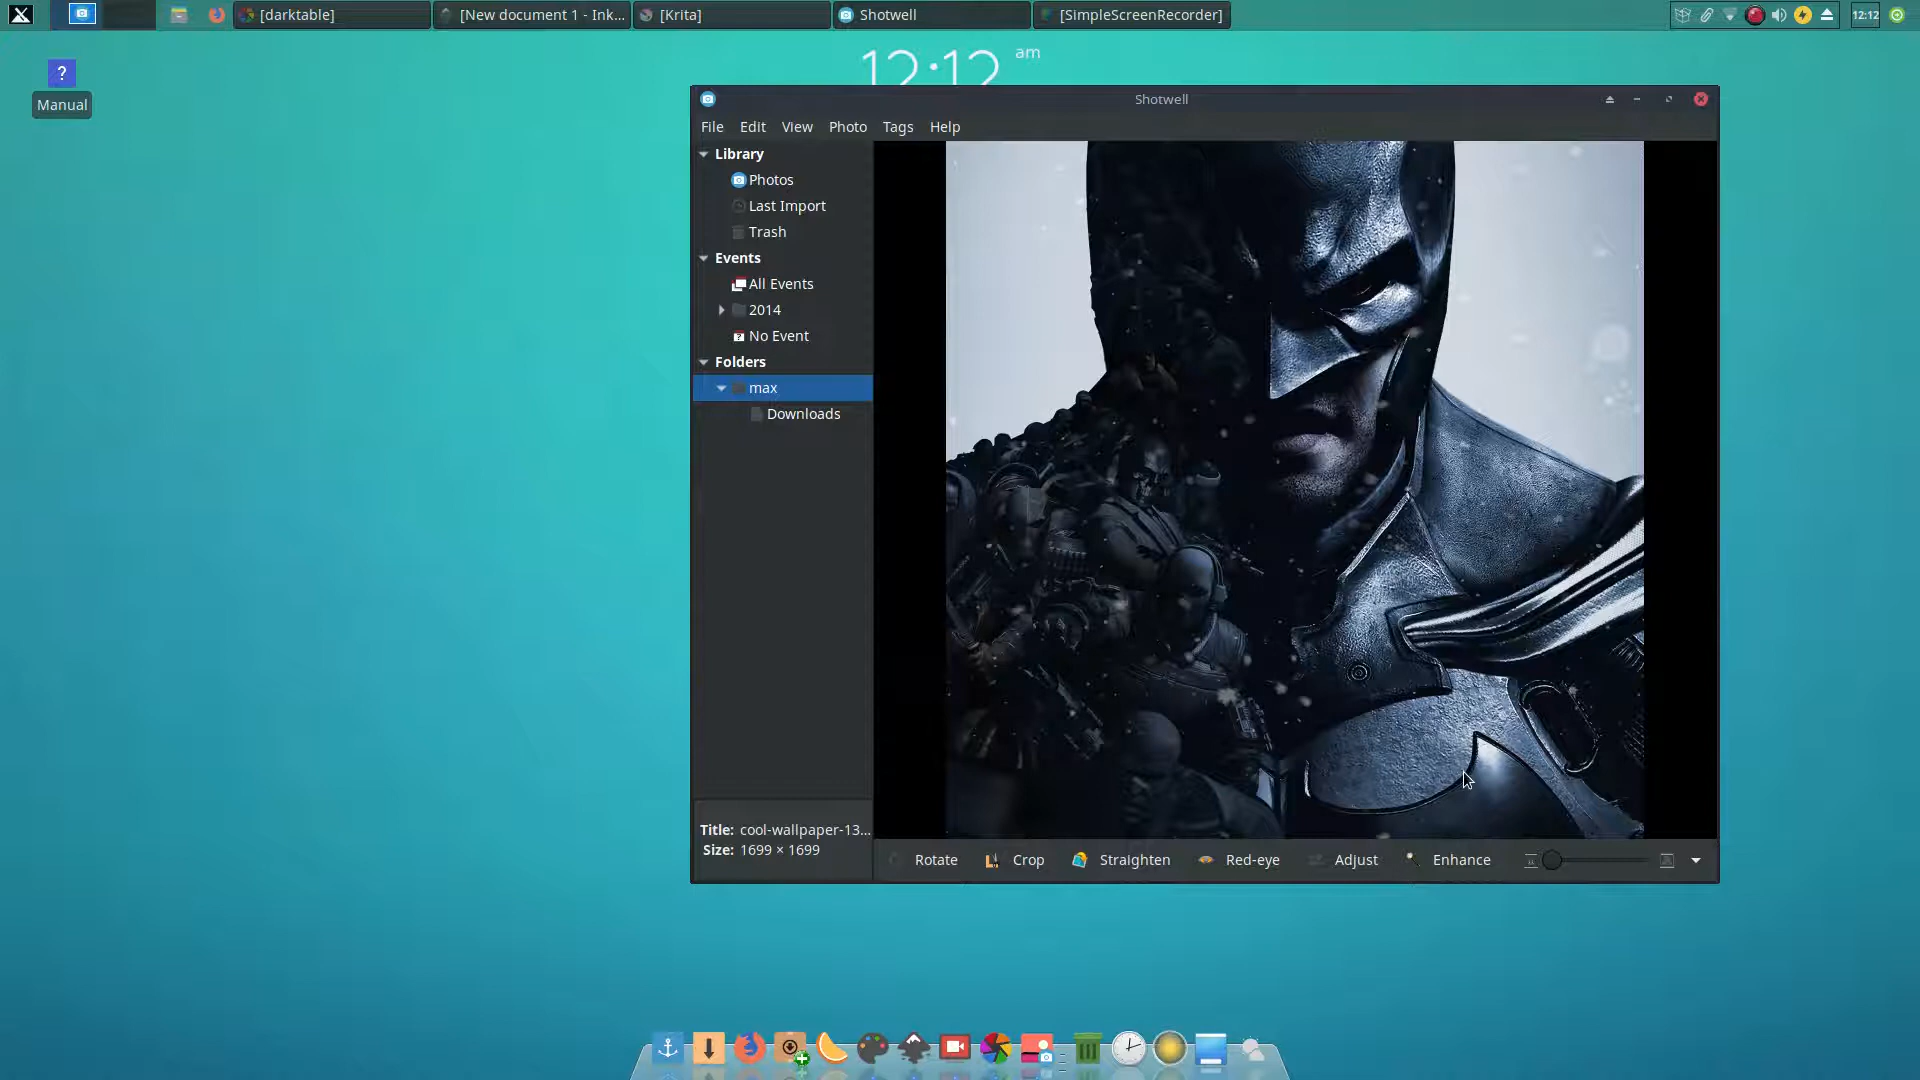 [darktable]
[New document 1 - Ink...
[Krita]
Shotwell
[SimpleScreenRecorder]
12:12
12:12 am
?
Manual
Shotwell
File Edit View Photo Tags Help
Library
Photos
Last Import
Trash
Events
All Events
2014
No Event
Folders
max
Downloads
Title: cool-wallpaper-13...
Size: 1699 × 1699
Rotate Crop Straighten Red-eye Adjust Enhance